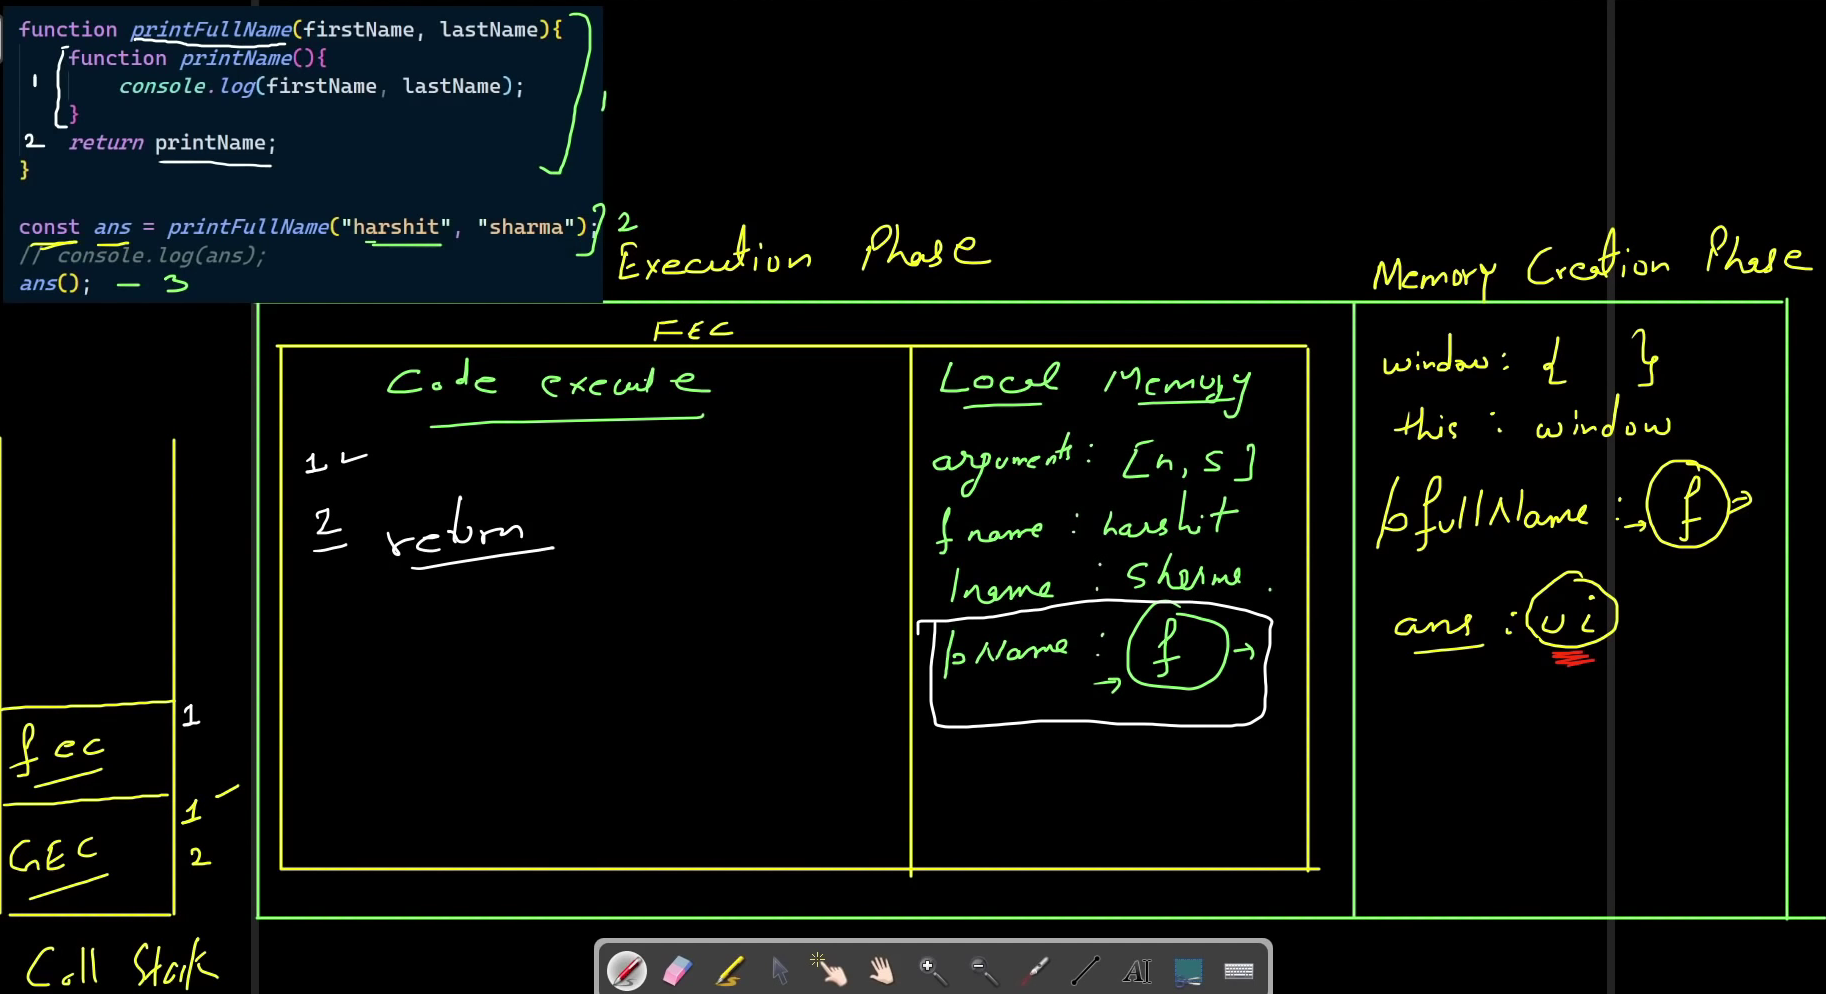 function printFullName(firstName, lastName){
1 function printName(){
console.log(firstName, lastName);
}
2 return printName;
}
1
const ans = printFullName("harshit", "sharma"); 2
// console.log(ans);
ans(); — 3
Execution Phase
Memory Creation Phase
FEC
Code execute
1
2 return
Local Memory
arguments: [h, s]
fname : harshit
lname : Sharma
pName : f
window: { }
this : window
pfullName : f
ans : ui
fec 1
1
GEC 2
Call Stack
AI